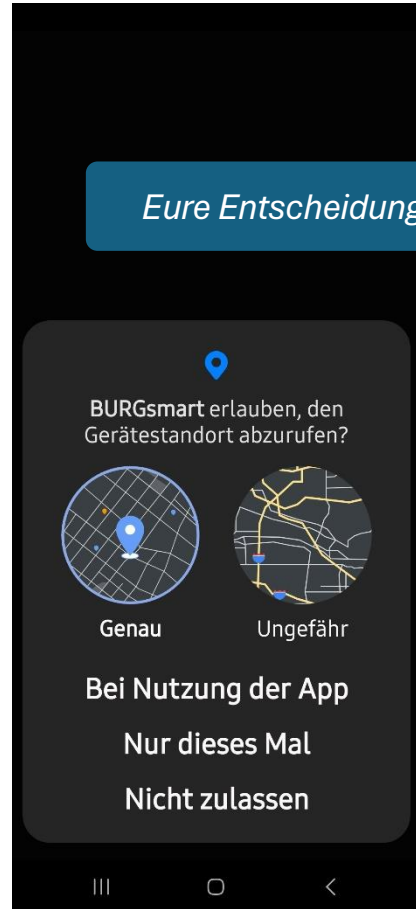 Eure Entscheidung
BURGsmart erlauben, den
Gerätestandort abzurufen?
Genau Ungefähr
Bei Nutzung der App
Nur dieses Mal
Nicht zulassen